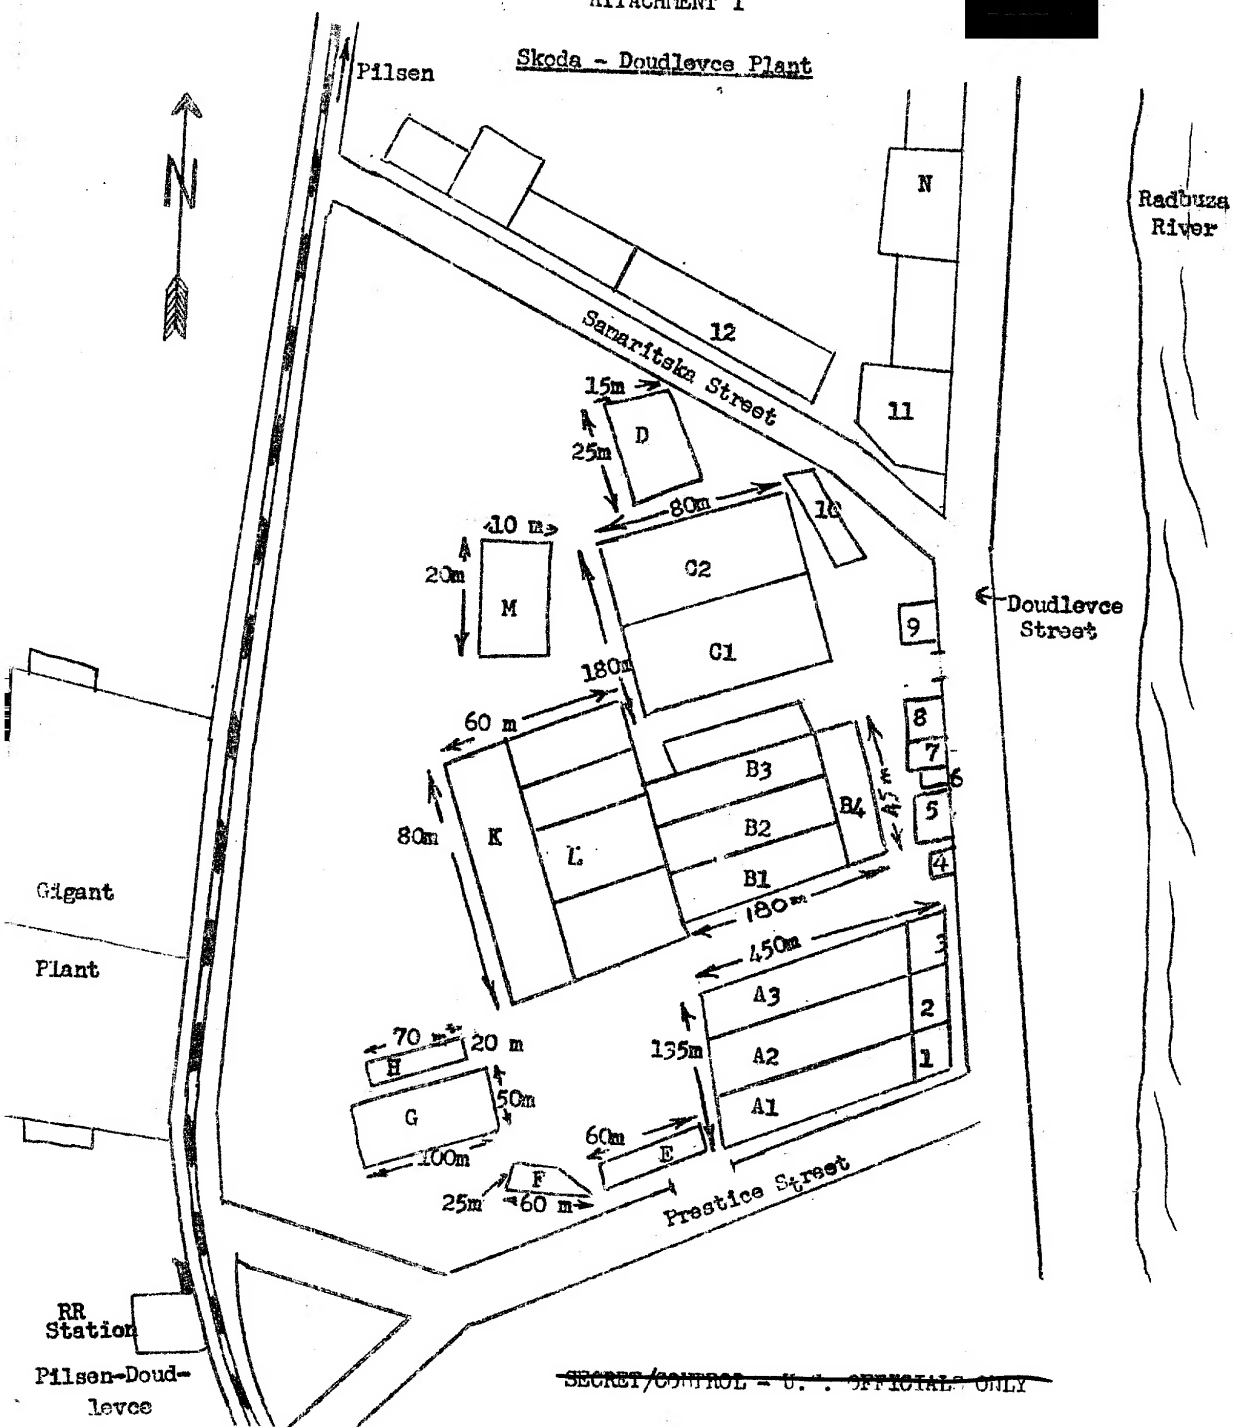 ATTACHMENT 1
Skoda - Doudlevce Plant
Pilsen
N
N
Radbuza
River
12
Samaritska Street
11
15m
D
25m
80m
10
10 m
20m
M
C2
C1
180m
9
Doudlevce
Street
60 m
8
7
6
5
4
B3
B4
45m
B2
B1
80m
K
L
180m
Gigant
Plant
450m
3
A3
2
135m
A2
1
A1
70 m
20 m
H
G
50m
100m
60m
E
F
25m
60 m
Prestice Street
RR
Station
Pilsen-Doud-
levce
SECRET/CONTROL - U.S. OFFICIALS ONLY